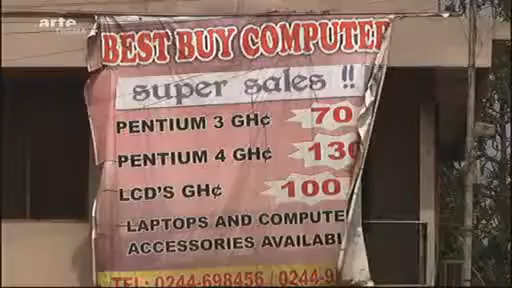 arte
BEST BUY COMPUTER
super sales !!
PENTIUM 3 GH¢ 70
PENTIUM 4 GH¢ 130
LCD'S GH¢ 100
LAPTOPS AND COMPUTE
ACCESSORIES AVAILABL
TEL: 0244-698456 / 0244-9